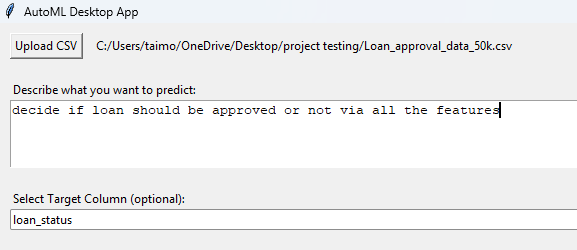 AutoML Desktop App
Upload CSV C:/Users/taimo/OneDrive/Desktop/project testing/Loan_approval_data_50k.csv
Describe what you want to predict:
decide if loan should be approved or not via all the features
Select Target Column (optional):
loan_status